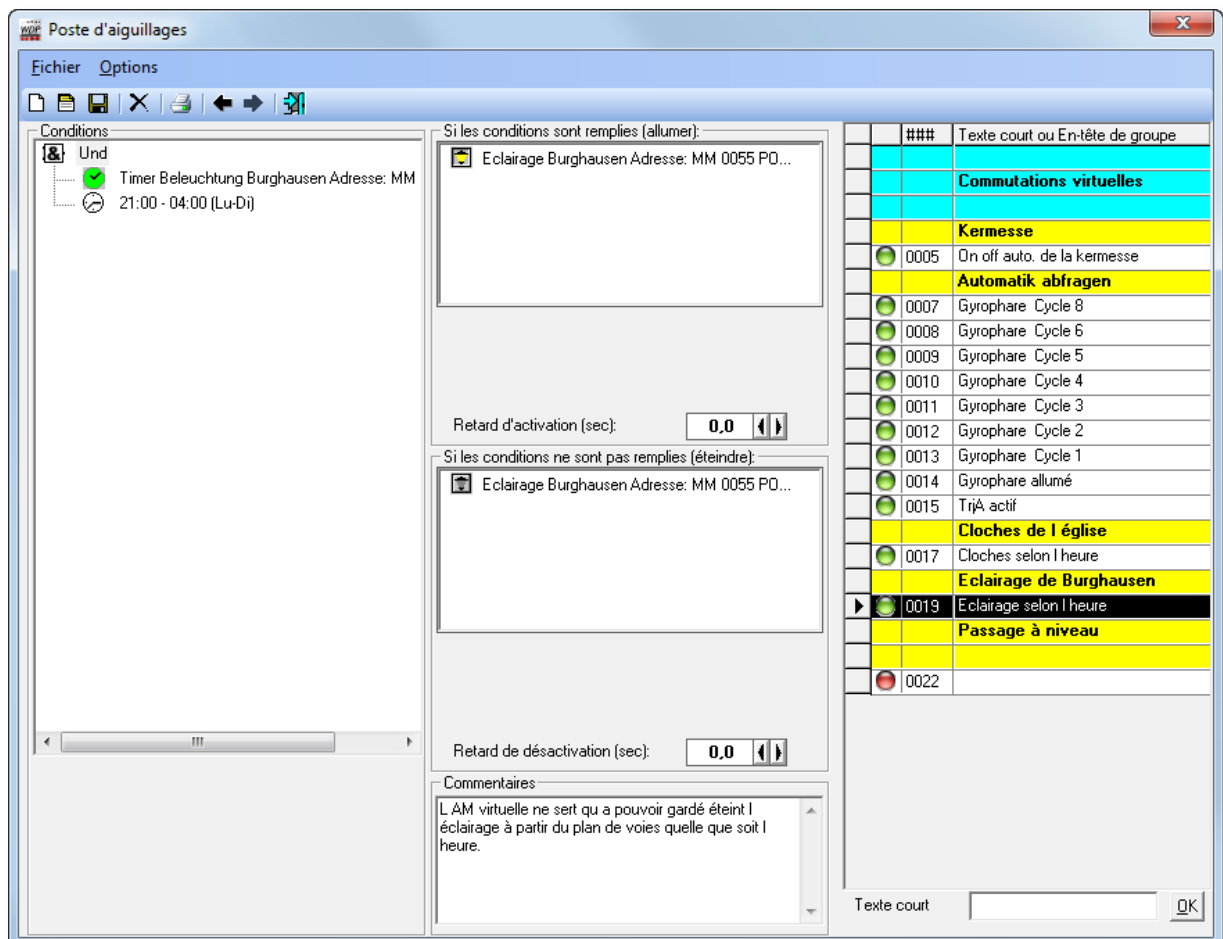 Poste d'aiguillages
Fichier Options
Conditions
& Und
Timer Beleuchtung Burghausen Adresse: MM
21:00 - 04:00 (Lu-Di)
Si les conditions sont remplies (allumer):
Eclairage Burghausen Adresse: MM 0055 PO...
Retard d'activation (sec): 0,0
Si les conditions ne sont pas remplies (éteindre):
Eclairage Burghausen Adresse: MM 0055 PO...
Retard de désactivation (sec): 0,0
Commentaires
L AM virtuelle ne sert qu a pouvoir gardé éteint l
éclairage à partir du plan de voies quelle que soit l
heure.
### Texte court ou En-tête de groupe
Commutations virtuelles
Kermesse
0005 On off auto. de la kermesse
Automatik abfragen
0007 Gyrophare Cycle 8
0008 Gyrophare Cycle 6
0009 Gyrophare Cycle 5
0010 Gyrophare Cycle 4
0011 Gyrophare Cycle 3
0012 Gyrophare Cycle 2
0013 Gyrophare Cycle 1
0014 Gyrophare allumé
0015 TrjA actif
Cloches de l église
0017 Cloches selon l heure
Eclairage de Burghausen
0019 Eclairage selon l heure
Passage à niveau
0022
Texte court OK